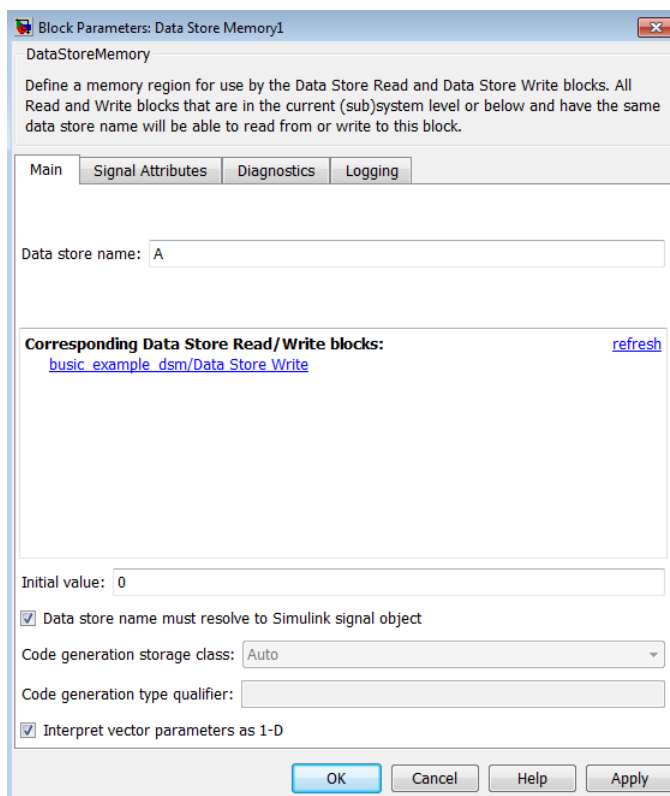 Block Parameters: Data Store Memory1
DataStoreMemory
Define a memory region for use by the Data Store Read and Data Store Write blocks. All
Read and Write blocks that are in the current (sub)system level or below and have the same
data store name will be able to read from or write to this block.
Main Signal Attributes Diagnostics Logging
Data store name: A
Corresponding Data Store Read/Write blocks: refresh
busic_example_dsm/Data Store Write
Initial value: 0
Data store name must resolve to Simulink signal object
Code generation storage class: Auto
Code generation type qualifier:
Interpret vector parameters as 1-D
OK Cancel Help Apply